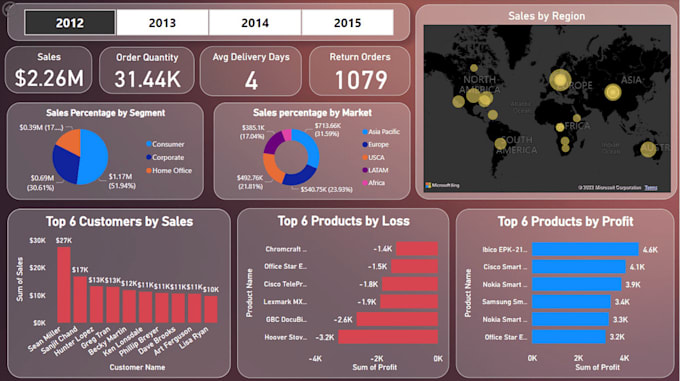 2012 2013 2014 2015
Sales
$2.26M
Order Quantity
31.44K
Avg Delivery Days
4
Return Orders
1079
Sales by Region
NORTH AMERICA
EUROPE
ASIA
Atlantic Ocean
AFRICA
SOUTH AMERICA
Indian Ocean
AUSTR
Microsoft Bing
Microsoft Corporation Terms
Sales Percentage by Segment
$0.39M (17...)
$0.69M (30.61%)
$1.17M (51.94%)
Consumer
Corporate
Home Office
Sales percentage by Market
$385.1K (17.04%)
$713.66K (31.59%)
$492.76K (21.81%)
$540.75K (23.93%)
Asia Pacific
Europe
USCA
LATAM
Africa
Top 6 Customers by Sales
Sum of Sales
$30K
$20K
$10K
$0K
$27K
$17K
$13K
$13K
$12K
$11K
$11K
$11K
$11K
$10K
Sean Miller
Sanjit Chand
Hunter Lopez
Greg Tran
Becky Martin
Ken Lonsdale
Phillip Breyer
Dave Brooks
Art Ferguson
Lisa Ryan
Customer Name
Top 6 Products by Loss
Product Name
Chromcraft ... -1.4K
Office Star E... -1.5K
Cisco TelePr... -1.8K
Lexmark MX... -1.9K
GBC DocuBi... -2.6K
Hoover Stov... -3.2K
-4K -2K 0K
Sum of Profit
Top 6 Products by Profit
Product Name
Ibico EPK-21... 4.6K
Cisco Smart ... 4.1K
Nokia Smart ... 3.9K
Samsung Sm... 3.4K
Nokia Smart ... 3.3K
Office Star E... 3.2K
0K 2K 4K
Sum of Profit